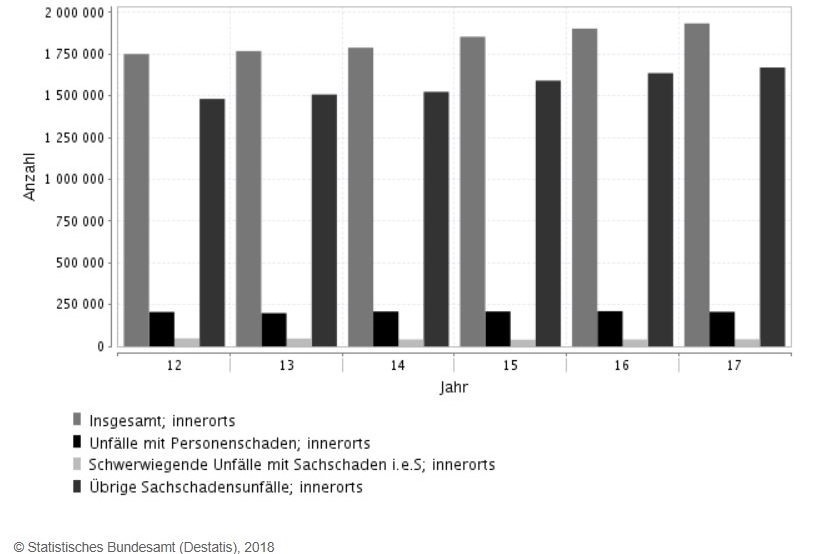 2 000 000
1 750 000
1 500 000
1 250 000
1 000 000
750 000
500 000
250 000
0
Anzahl
12 13 14 15 16 17
Jahr
Insgesamt; innerorts
Unfälle mit Personenschaden; innerorts
Schwerwiegende Unfälle mit Sachschaden i.e.S; innerorts
Übrige Sachschadensunfälle; innerorts
© Statistisches Bundesamt (Destatis), 2018